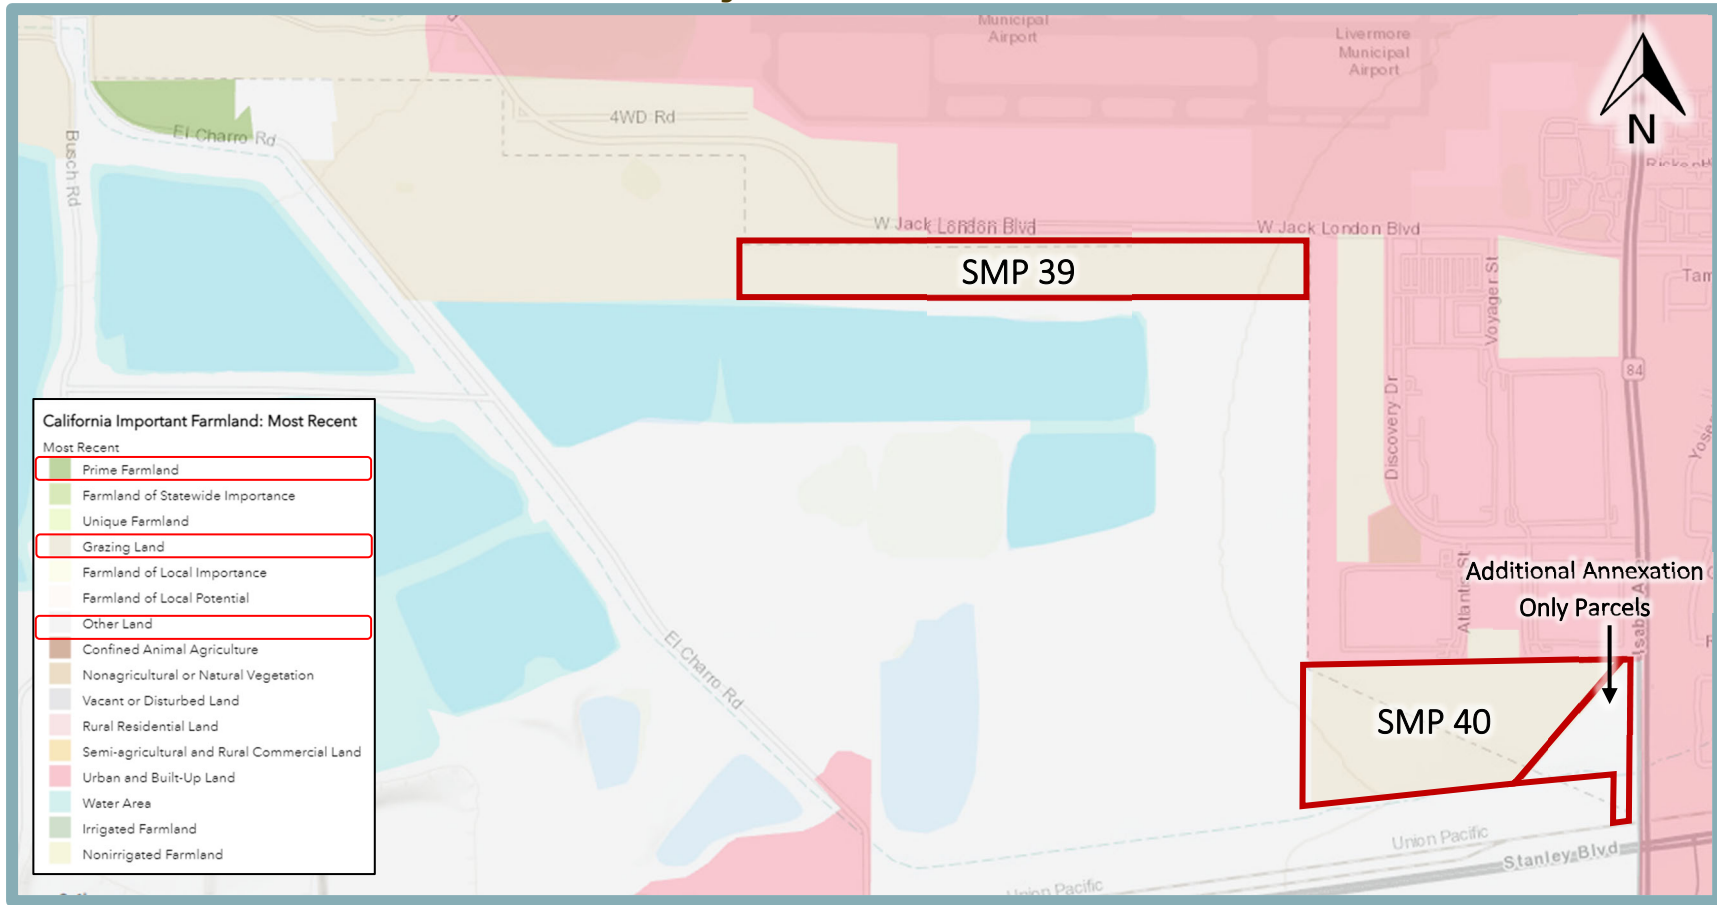 Municipal
Airport
Livermore
Municipal
Airport
N
4WD Rd
El Charro Rd
Busch Rd
W Jack London Blvd
W Jack London Blvd
SMP 39
Voyager St
84
Discovery Dr
California Important Farmland: Most Recent
Most Recent
Prime Farmland
Farmland of Statewide Importance
Unique Farmland
Grazing Land
Farmland of Local Importance
Farmland of Local Potential
Other Land
Confined Animal Agriculture
Nonagricultural or Natural Vegetation
Vacant or Disturbed Land
Rural Residential Land
Semi-agricultural and Rural Commercial Land
Urban and Built-Up Land
Water Area
Irrigated Farmland
Nonirrigated Farmland
Additional Annexation
Only Parcels
El Charro Rd
SMP 40
Union Pacific
Stanley Blvd
Union Pacific